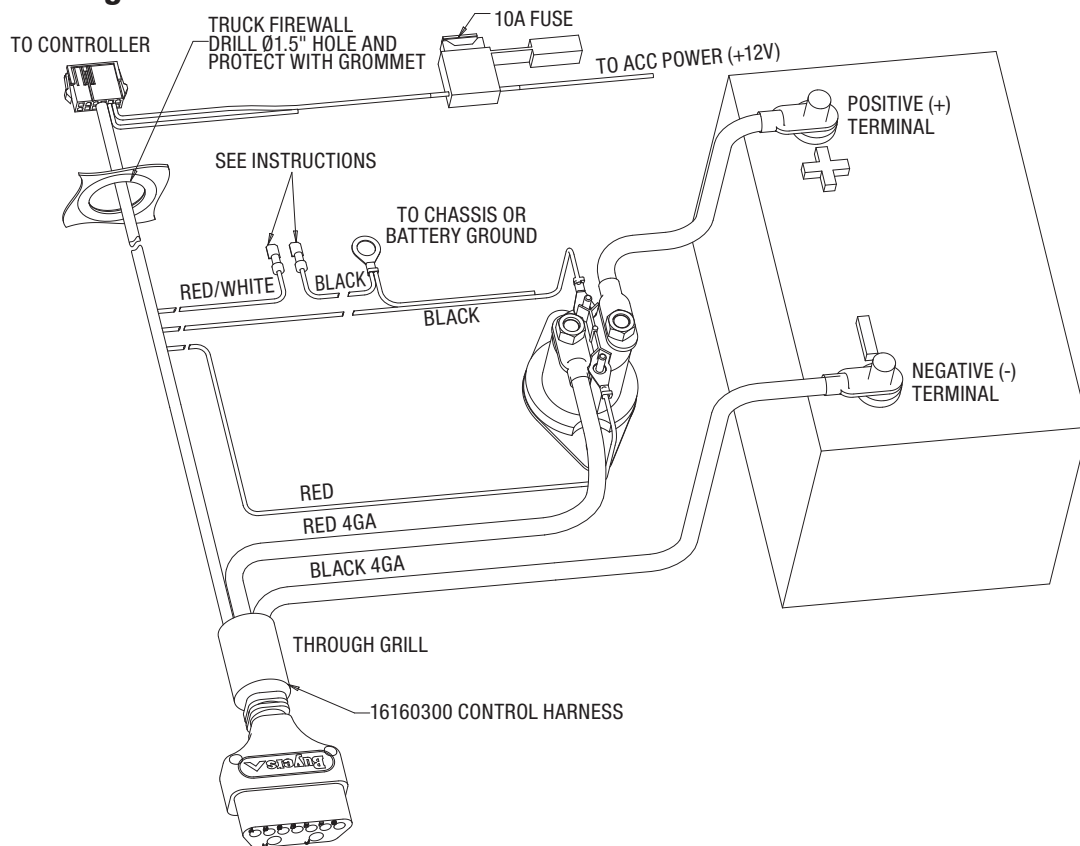 TO CONTROLLER
TRUCK FIREWALL
DRILL Ø1.5" HOLE AND
PROTECT WITH GROMMET
10A FUSE
TO ACC POWER (+12V)
POSITIVE (+)
TERMINAL
SEE INSTRUCTIONS
TO CHASSIS OR
BATTERY GROUND
RED/WHITE
BLACK
BLACK
NEGATIVE (-)
TERMINAL
RED
RED 4GA
BLACK 4GA
THROUGH GRILL
16160300 CONTROL HARNESS
Buyers